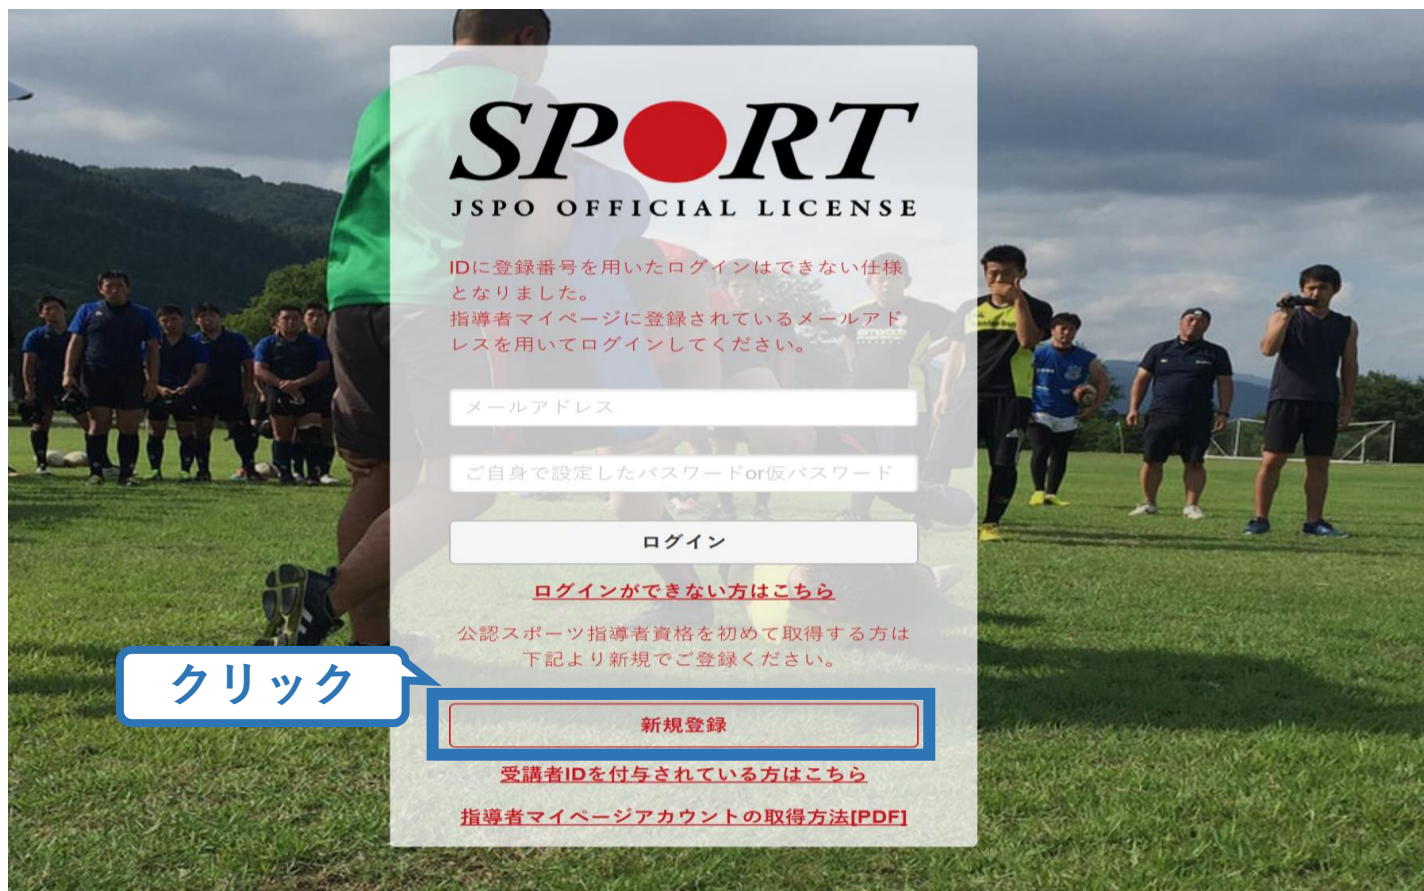 SPORT
JSPO OFFICIAL LICENSE
IDに登録番号を用いたログインはできない仕様
となりました。
指導者マイページに登録されているメールアド
レスを用いてログインしてください。
メールアドレス
ご自身で設定したパスワードor仮パスワード
ログイン
ログインができない方はこちら
公認スポーツ指導者資格を初めて取得する方は
下記より新規でご登録ください。
クリック
新規登録
受講者IDを付与されている方はこちら
指導者マイページアカウントの取得方法[PDF]